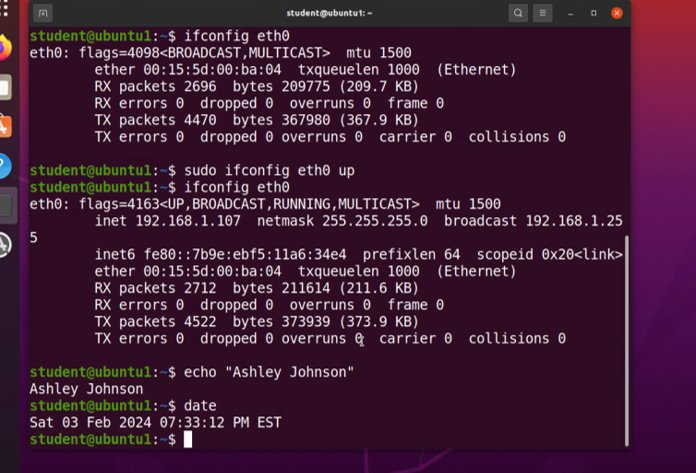 student@ubuntu1: ~
student@ubuntu1:~$ ifconfig eth0
eth0: flags=4098<BROADCAST,MULTICAST>  mtu 1500
        ether 00:15:5d:00:ba:04  txqueuelen 1000  (Ethernet)
        RX packets 2696  bytes 209775 (209.7 KB)
        RX errors 0  dropped 0  overruns 0  frame 0
        TX packets 4470  bytes 367980 (367.9 KB)
        TX errors 0  dropped 0 overruns 0  carrier 0  collisions 0
student@ubuntu1:~$ sudo ifconfig eth0 up
student@ubuntu1:~$ ifconfig eth0
eth0: flags=4163<UP,BROADCAST,RUNNING,MULTICAST>  mtu 1500
        inet 192.168.1.107  netmask 255.255.255.0  broadcast 192.168.1.25
5
        inet6 fe80::7b9e:ebf5:11a6:34e4  prefixlen 64  scopeid 0x20<link>
        ether 00:15:5d:00:ba:04  txqueuelen 1000  (Ethernet)
        RX packets 2712  bytes 211614 (211.6 KB)
        RX errors 0  dropped 0  overruns 0  frame 0
        TX packets 4522  bytes 373939 (373.9 KB)
        TX errors 0  dropped 0 overruns 0  carrier 0  collisions 0
student@ubuntu1:~$ echo "Ashley Johnson"
Ashley Johnson
student@ubuntu1:~$ date
Sat 03 Feb 2024 07:33:12 PM EST
student@ubuntu1:~$